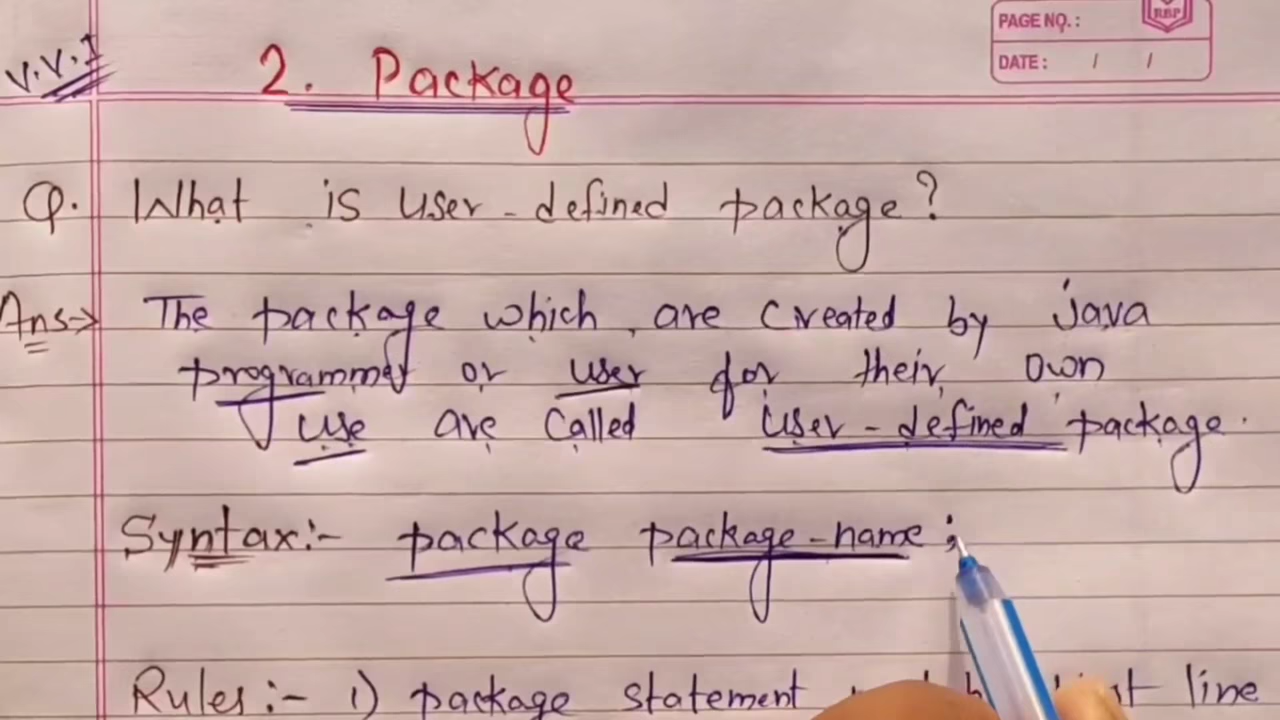 PAGE NO.:
RBP
DATE: / /
V.V.I
2. Package
Q. What is user-defined package?
Ans-> The package which are created by java
programmer or user for their own
use are called user-defined package.
Syntax:- package package-name;
Rules:- 1) package statement line